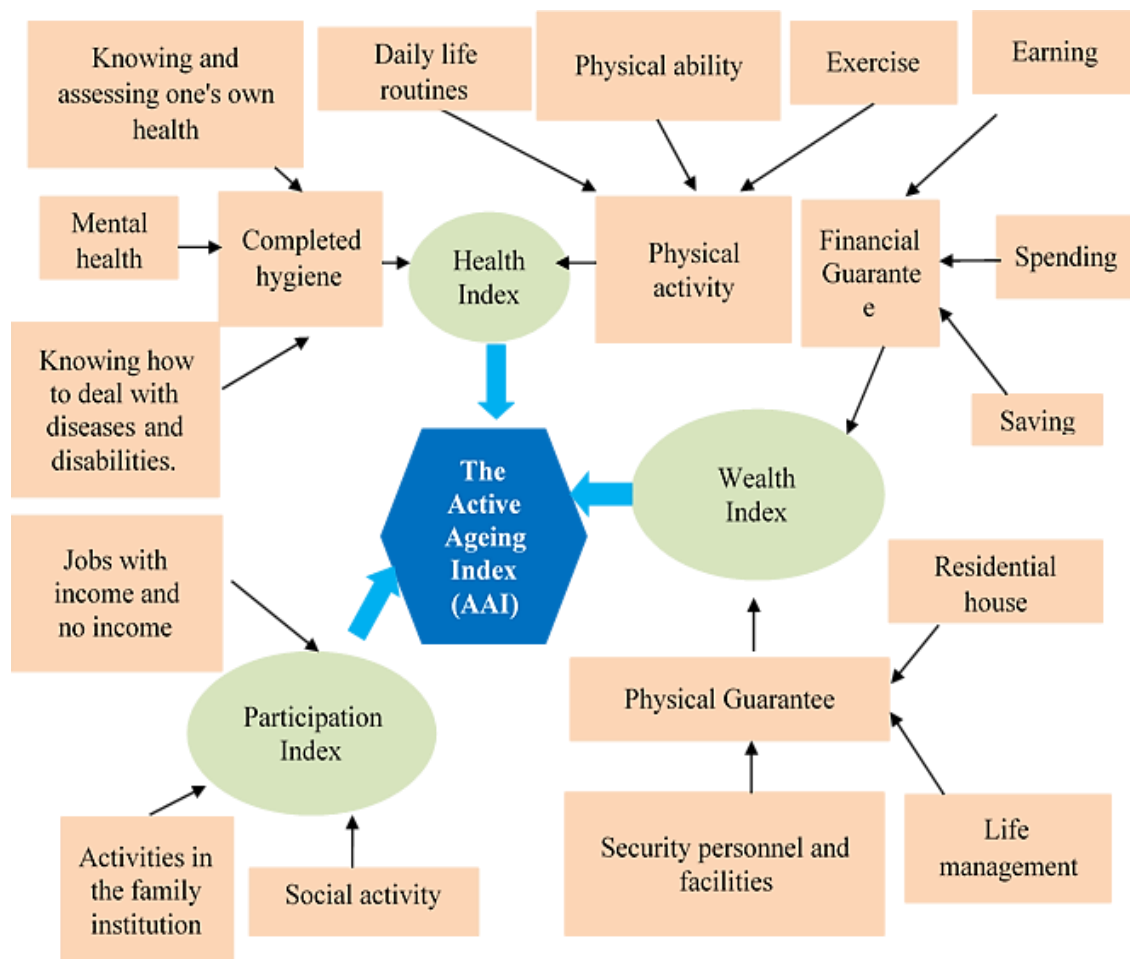 Knowing and
assessing one's own
health
Daily life
routines
Physical ability
Exercise
Earning
Mental
health
Completed
hygiene
Health
Index
Physical
activity
Financial
Guarante
e
Spending
Knowing how
to deal with
diseases and
disabilities.
Saving
The
Active
Ageing
Index
(AAI)
Wealth
Index
Jobs with
income and
no income
Residential
house
Participation
Index
Physical Guarantee
Activities in
the family
institution
Social activity
Security personnel and
facilities
Life
management